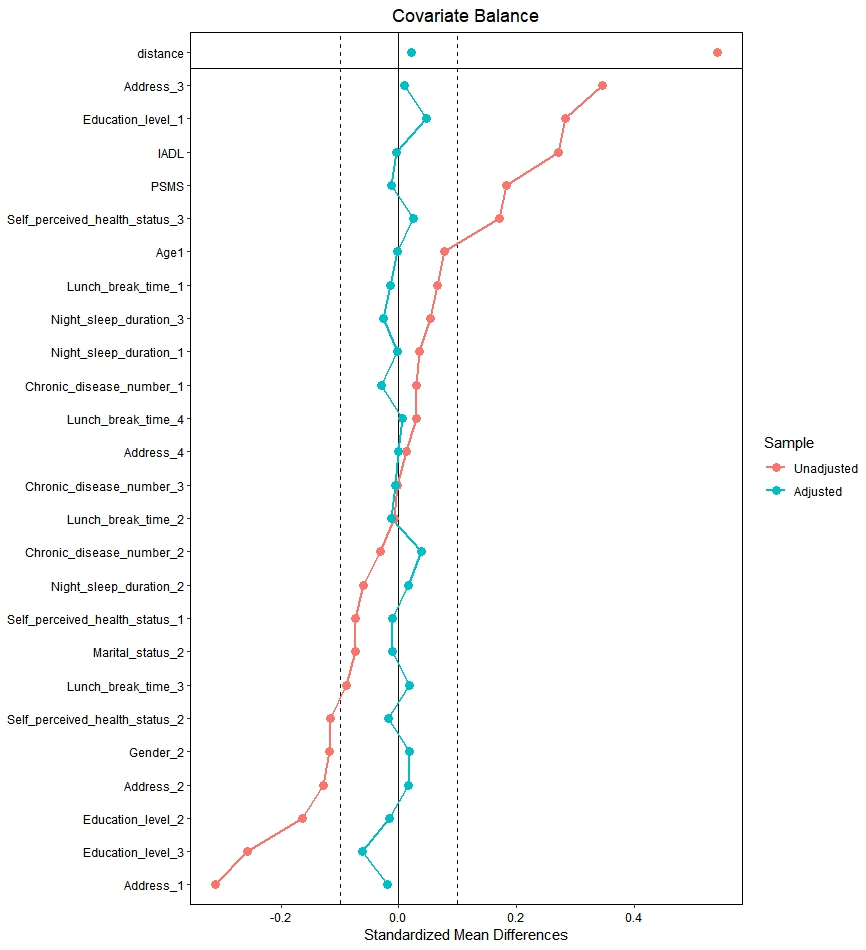 Covariate Balance
distance
Address_3
Education_level_1
IADL
PSMS
Self_perceived_health_status_3
Age1
Lunch_break_time_1
Night_sleep_duration_3
Night_sleep_duration_1
Chronic_disease_number_1
Lunch_break_time_4
Address_4
Chronic_disease_number_3
Lunch_break_time_2
Chronic_disease_number_2
Night_sleep_duration_2
Self_perceived_health_status_1
Marital_status_2
Lunch_break_time_3
Self_perceived_health_status_2
Gender_2
Address_2
Education_level_2
Education_level_3
Address_1
-0.2 0.0 0.2 0.4
Standardized Mean Differences
Sample
Unadjusted
Adjusted